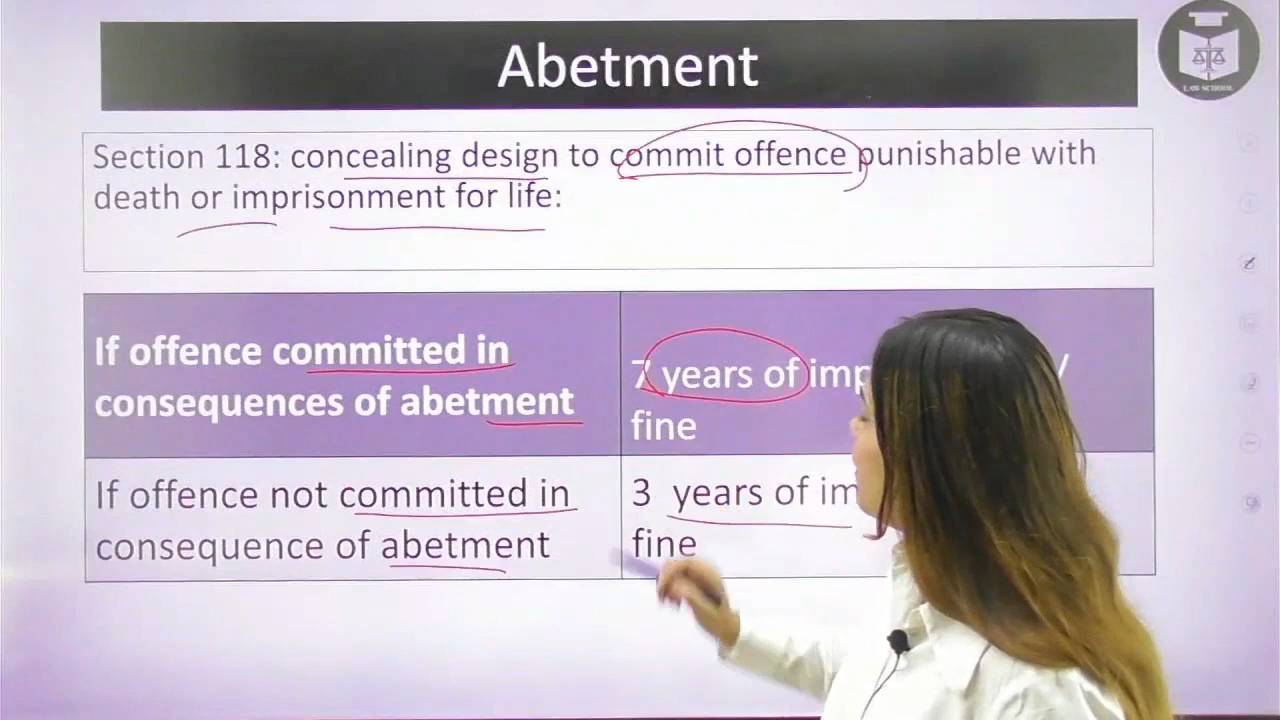 Abetment
LAW SCHOOL
Section 118: concealing design to commit offence punishable with
death or imprisonment for life:
If offence committed in
consequences of abetment
7 years of /
fine
If offence not committed in
consequence of abetment
3 years of
fine